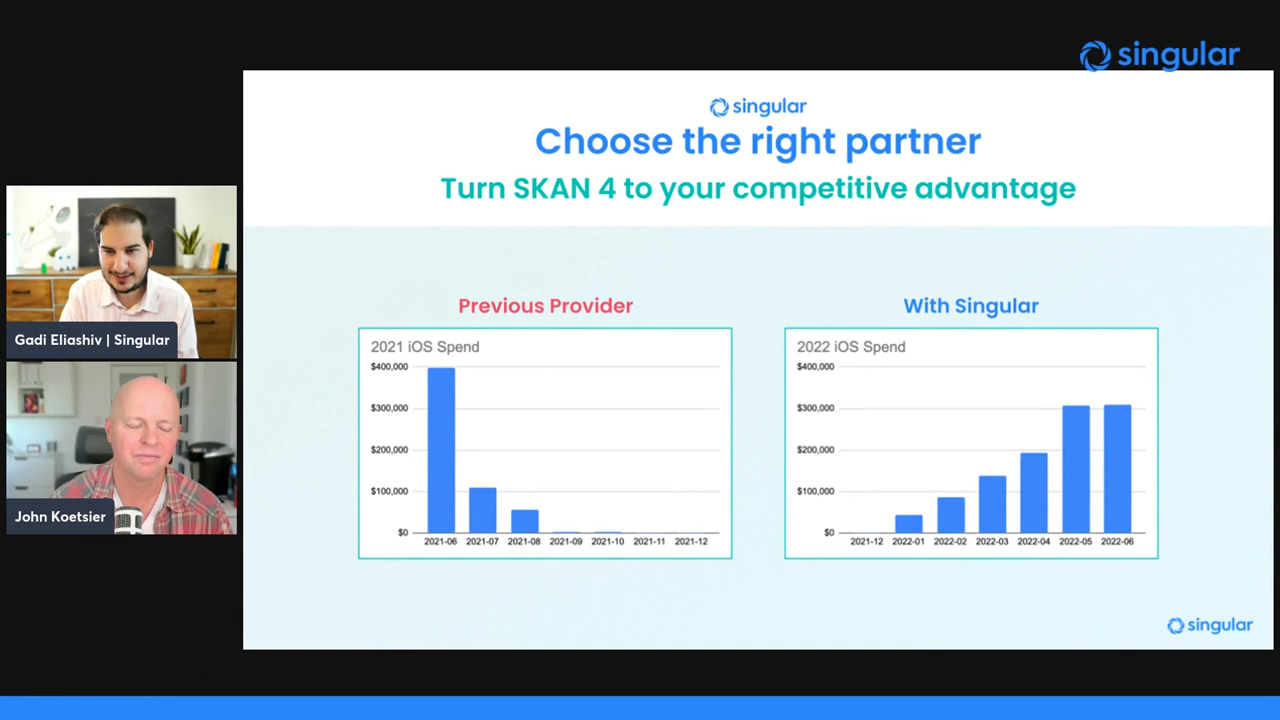 singular
singular
Choose the right partner
Turn SKAN 4 to your competitive advantage
Gadi Eliashiv | Singular
John Koetsier
Previous Provider
2021 iOS Spend
$400,000
$300,000
$200,000
$100,000
$0
2021-06 2021-07 2021-08 2021-09 2021-10 2021-11 2021-12
With Singular
2022 iOS Spend
$400,000
$300,000
$200,000
$100,000
$0
2021-12 2022-01 2022-02 2022-03 2022-04 2022-05 2022-06
singular